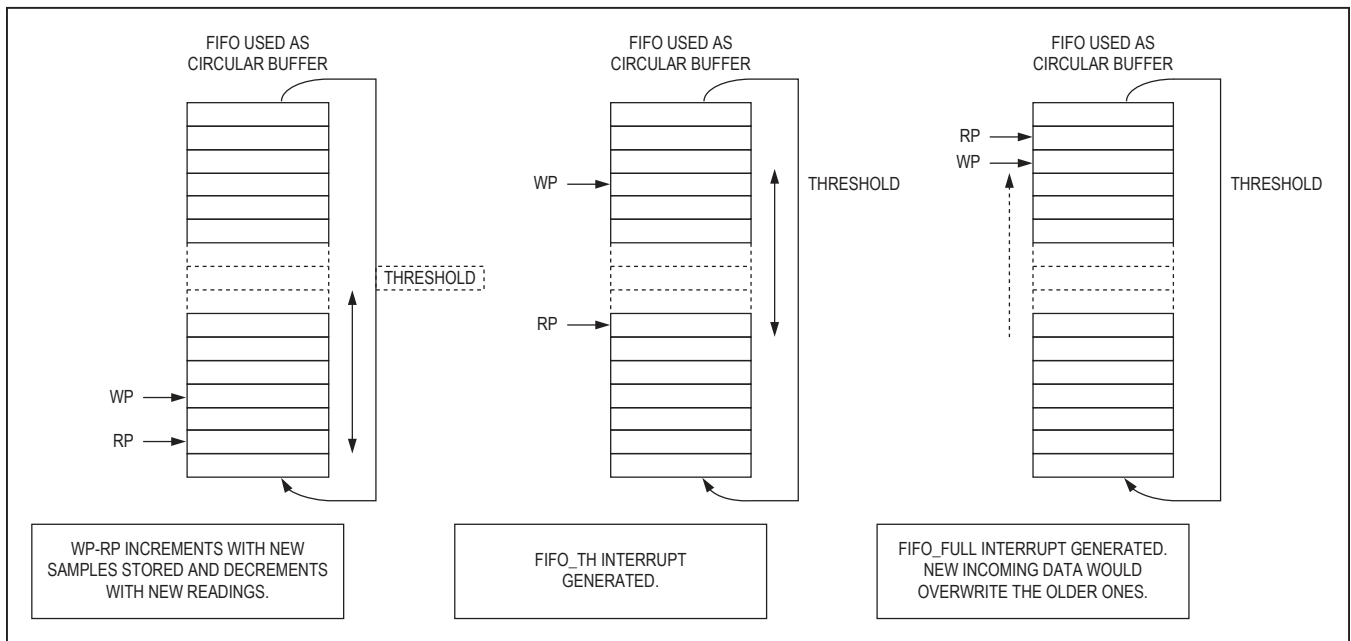 FIFO USED AS
CIRCULAR BUFFER
THRESHOLD
WP
RP
WP-RP INCREMENTS WITH NEW
SAMPLES STORED AND DECREMENTS
WITH NEW READINGS.
FIFO USED AS
CIRCULAR BUFFER
WP
THRESHOLD
RP
FIFO_TH INTERRUPT
GENERATED.
FIFO USED AS
CIRCULAR BUFFER
RP
WP
THRESHOLD
FIFO_FULL INTERRUPT GENERATED.
NEW INCOMING DATA WOULD
OVERWRITE THE OLDER ONES.